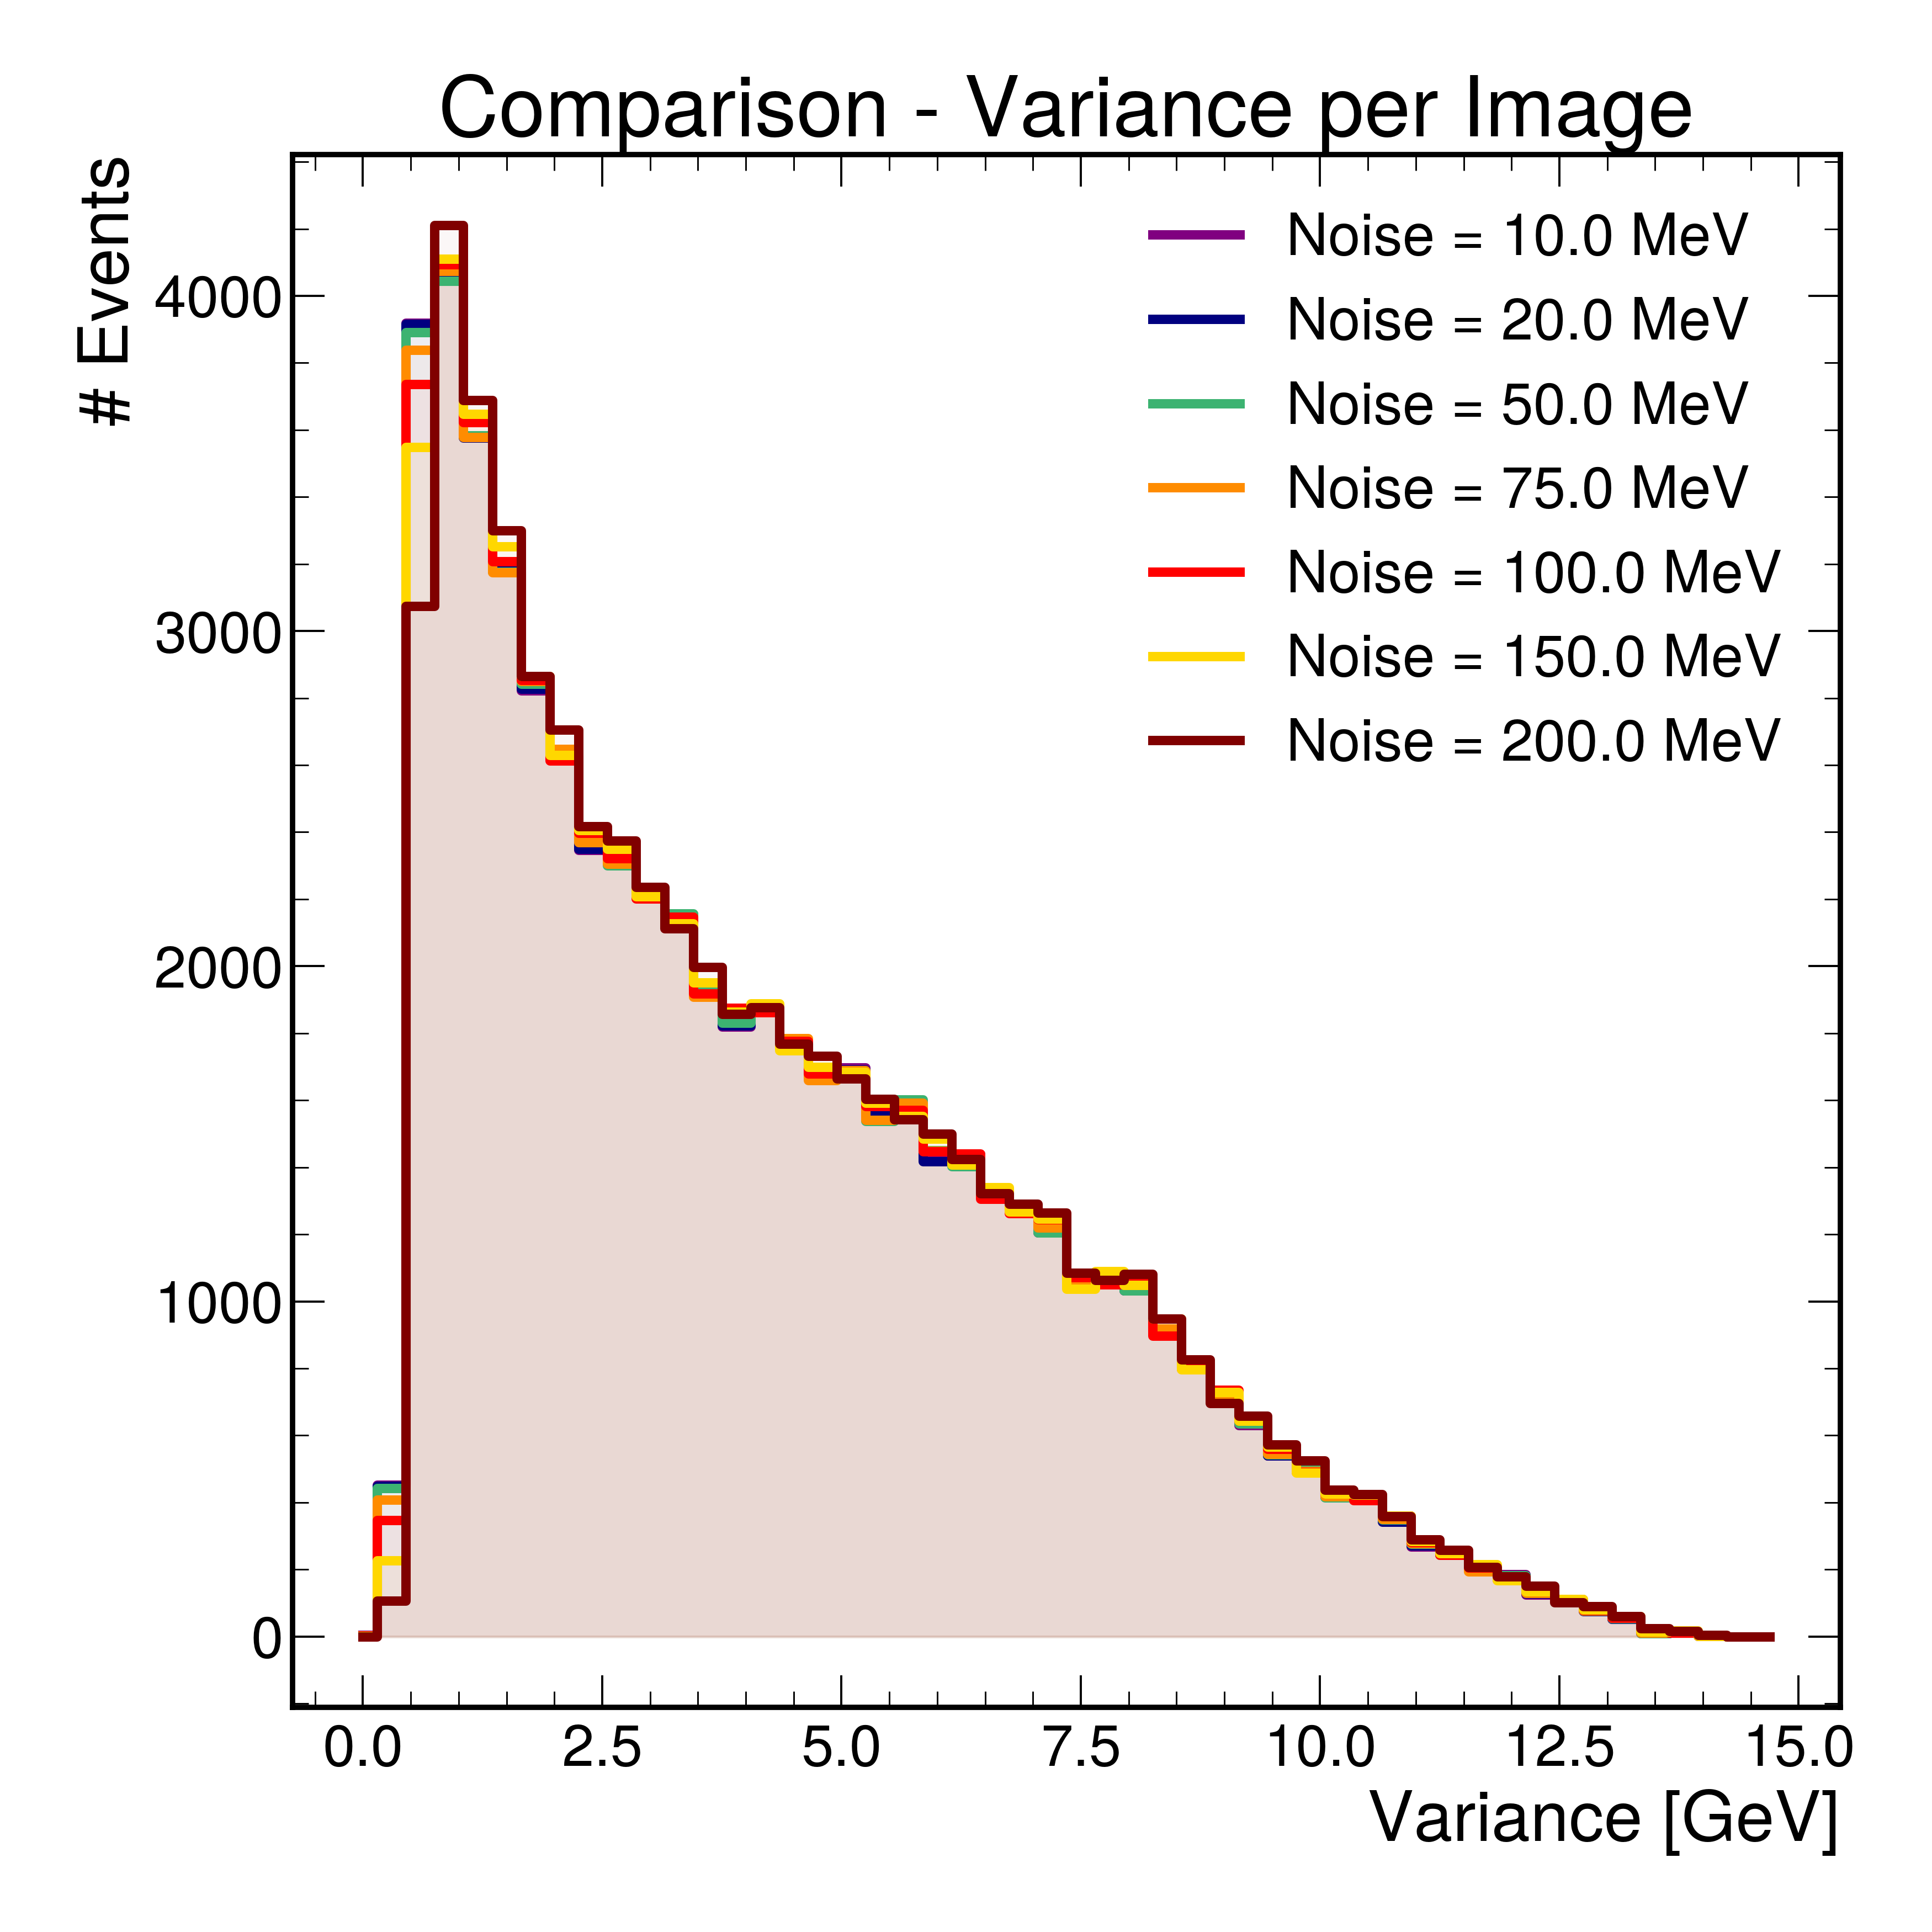 Comparison - Variance per Image
# Events
4000
3000
2000
1000
0
Noise = 10.0 MeV
Noise = 20.0 MeV
Noise = 50.0 MeV
Noise = 75.0 MeV
Noise = 100.0 MeV
Noise = 150.0 MeV
Noise = 200.0 MeV
0.0 2.5 5.0 7.5 10.0 12.5 15.0
Variance [GeV]